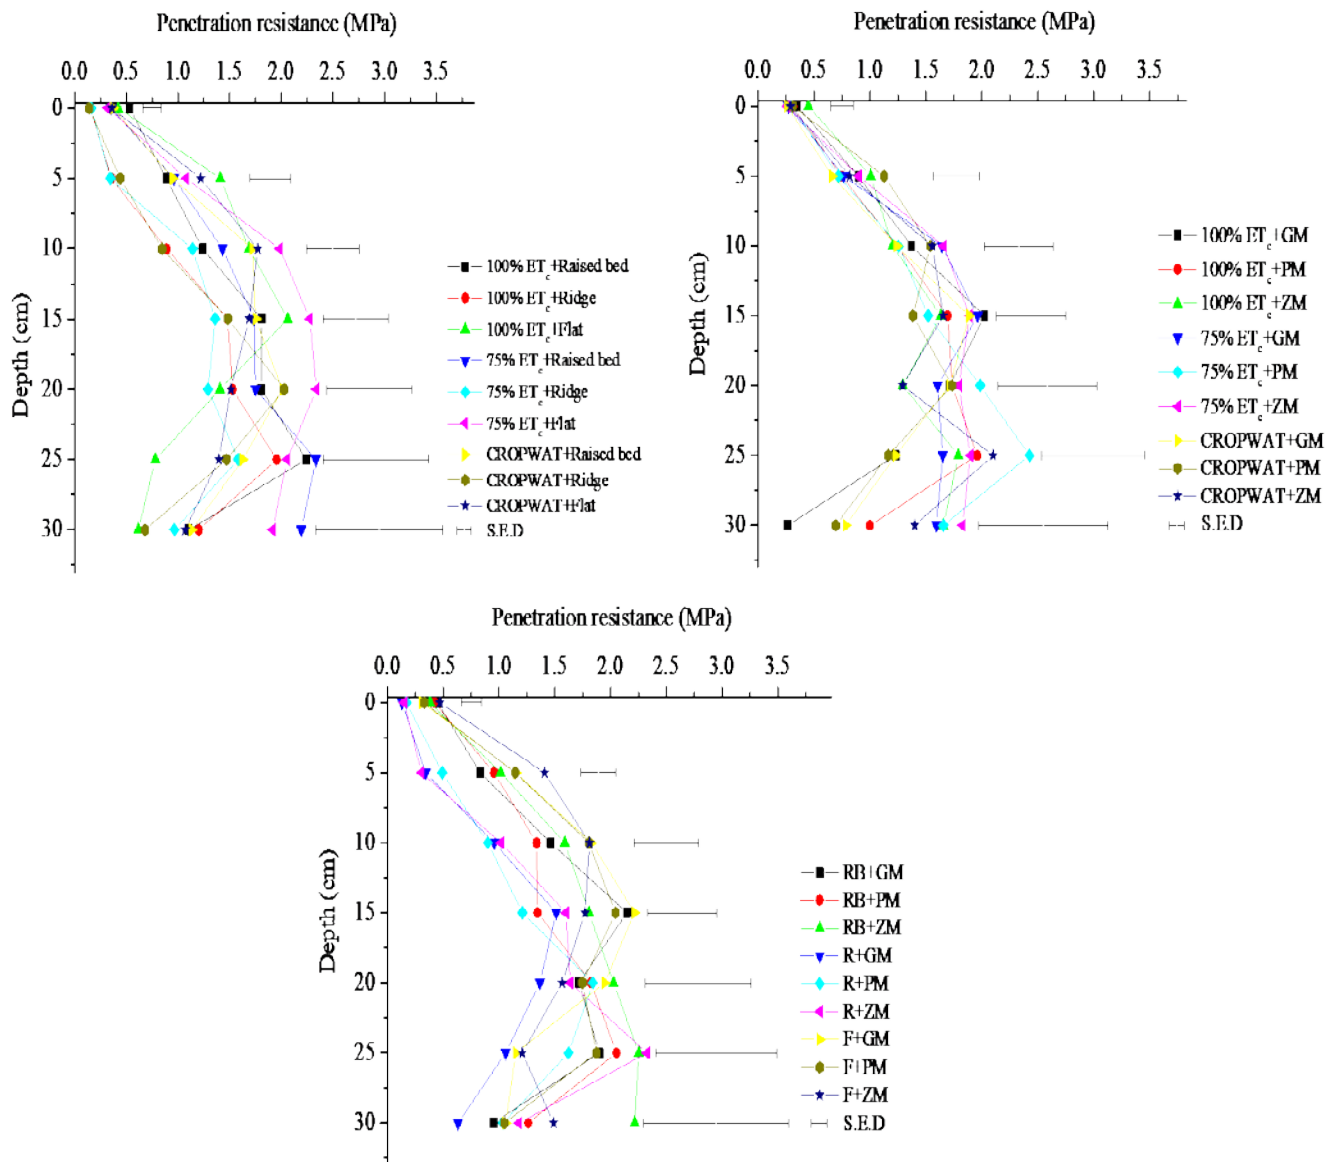 Penetration resistance (MPa)
0.0 0.5 1.0 1.5 2.0 2.5 3.0 3.5
0
5
10
15
20
25
30
Depth (cm)
100% ETc+Raised bed
100% ETc+Ridge
100% ETc+Flat
75% ETc+Raised bed
75% ETc+Ridge
75% ETc+Flat
CROPWAT+Raised bed
CROPWAT+Ridge
CROPWAT+Flat
S.E.D
Penetration resistance (MPa)
0.0 0.5 1.0 1.5 2.0 2.5 3.0 3.5
0
5
10
15
20
25
30
Depth (cm)
100% ETc+GM
100% ETc+PM
100% ETc+ZM
75% ETc+GM
75% ETc+PM
75% ETc+ZM
CROPWAT+GM
CROPWAT+PM
CROPWAT+ZM
S.E.D
Penetration resistance (MPa)
0.0 0.5 1.0 1.5 2.0 2.5 3.0 3.5
0
5
10
15
20
25
30
Depth (cm)
RB+GM
RB+PM
RB+ZM
R+GM
R+PM
R+ZM
F+GM
F+PM
F+ZM
S.E.D